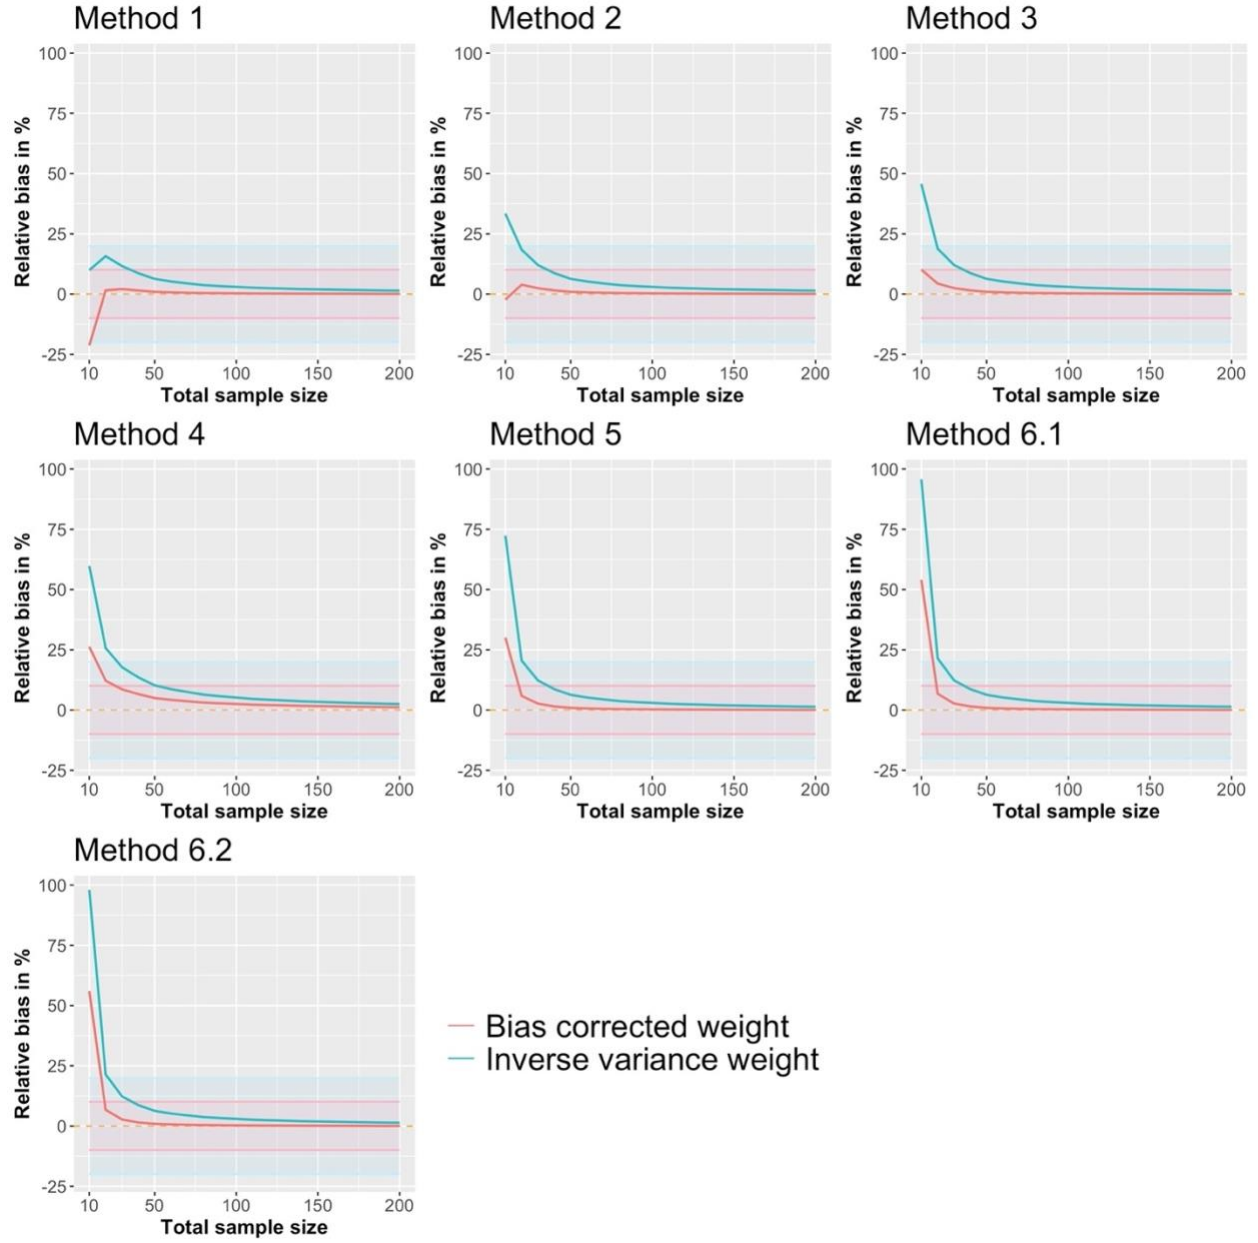 Method 1
Method 2
Method 3
100
75
50
25
0
-25
Relative bias in %
10 50 100 150 200
Total sample size
100
75
50
25
0
-25
Relative bias in %
10 50 100 150 200
Total sample size
100
75
50
25
0
-25
Relative bias in %
10 50 100 150 200
Total sample size
Method 4
Method 5
Method 6.1
100
75
50
25
0
-25
Relative bias in %
10 50 100 150 200
Total sample size
100
75
50
25
0
-25
Relative bias in %
10 50 100 150 200
Total sample size
100
75
50
25
0
-25
Relative bias in %
10 50 100 150 200
Total sample size
Method 6.2
100
75
50
25
0
-25
Relative bias in %
10 50 100 150 200
Total sample size
Bias corrected weight
Inverse variance weight